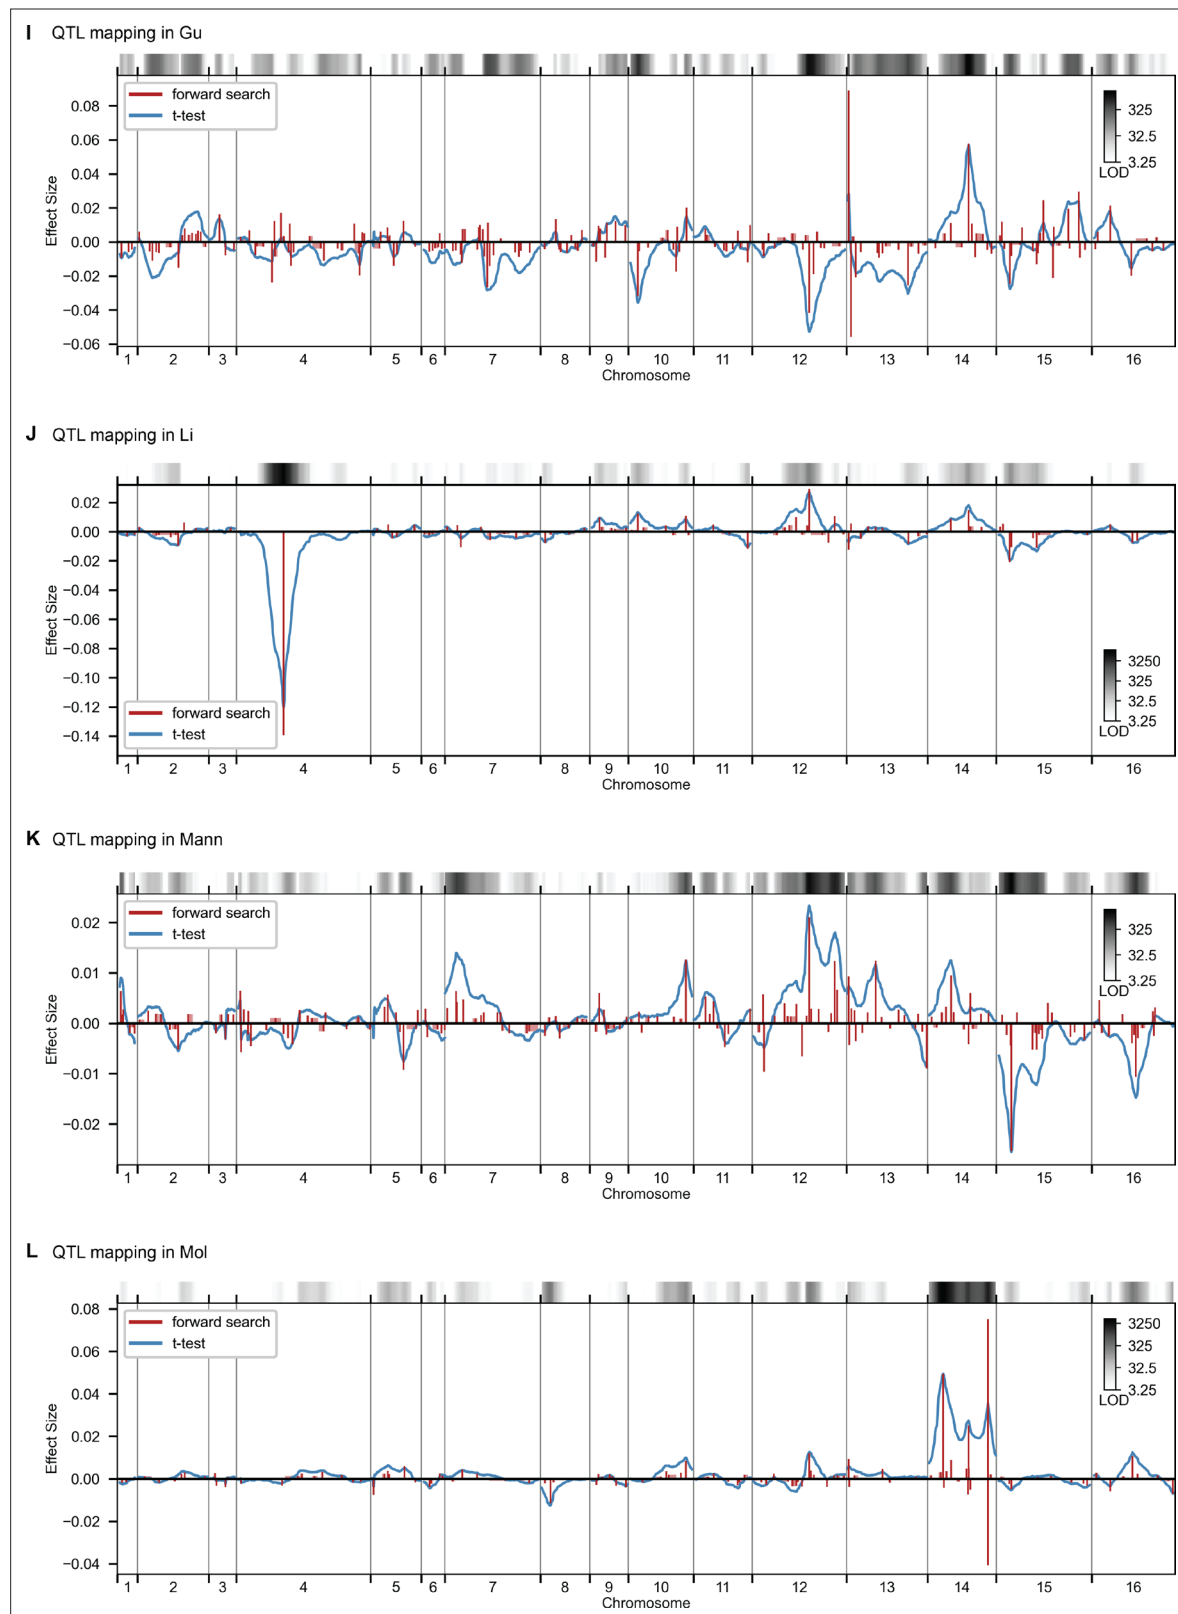 I QTL mapping in Gu
forward search
t-test
325
32.5
3.25
LOD
0.08
0.06
0.04
0.02
0.00
−0.02
−0.04
−0.06
Effect Size
1 2 3 4 5 6 7 8 9 10 11 12 13 14 15 16
Chromosome
J QTL mapping in Li
0.02
0.00
−0.02
−0.04
−0.06
−0.08
−0.10
−0.12
−0.14
Effect Size
forward search
t-test
3250
325
32.5
3.25
LOD
1 2 3 4 5 6 7 8 9 10 11 12 13 14 15 16
Chromosome
K QTL mapping in Mann
forward search
t-test
325
32.5
3.25
LOD
0.02
0.01
0.00
−0.01
−0.02
Effect Size
1 2 3 4 5 6 7 8 9 10 11 12 13 14 15 16
Chromosome
L QTL mapping in Mol
forward search
t-test
3250
325
32.5
3.25
LOD
0.08
0.06
0.04
0.02
0.00
−0.02
−0.04
Effect Size
1 2 3 4 5 6 7 8 9 10 11 12 13 14 15 16
Chromosome